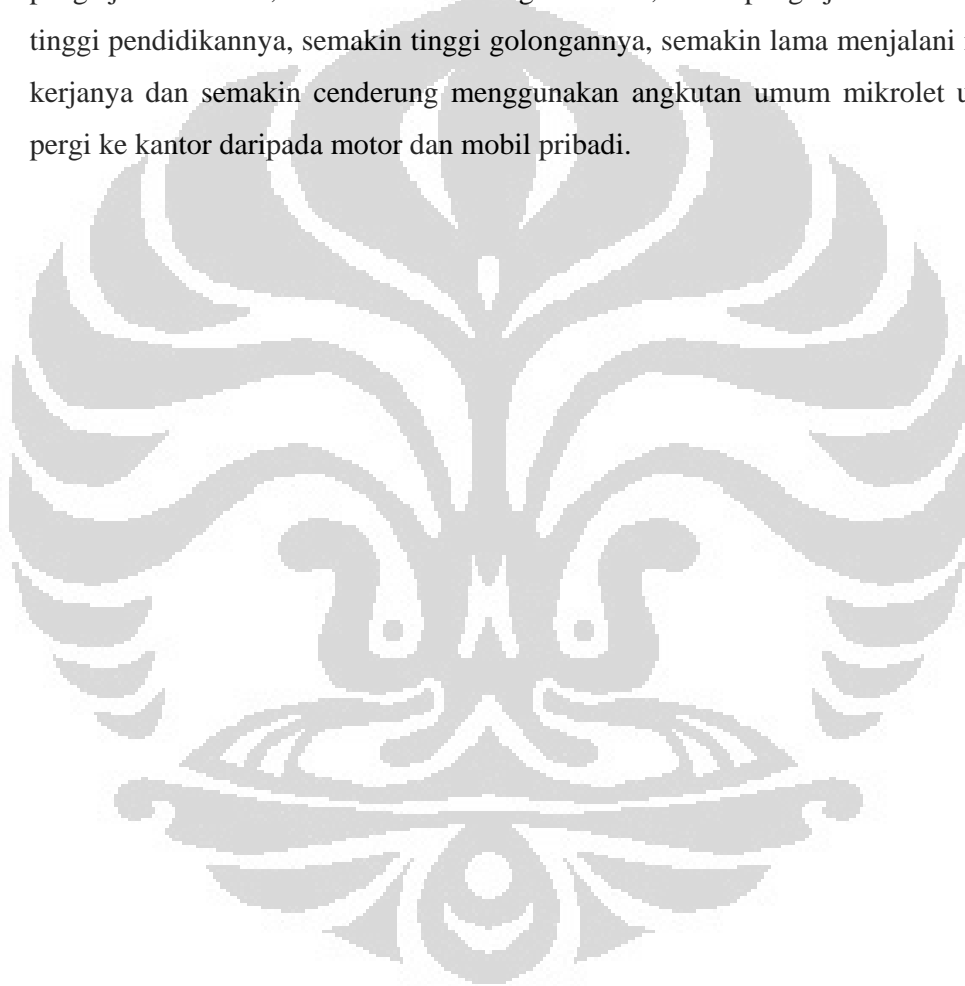 tinggi pendidikannya, semakin tinggi golongannya, semakin lama menjalani
kerjanya dan semakin cenderung menggunakan angkutan umum mikrolet
pergi ke kantor daripada motor dan mobil pribadi.